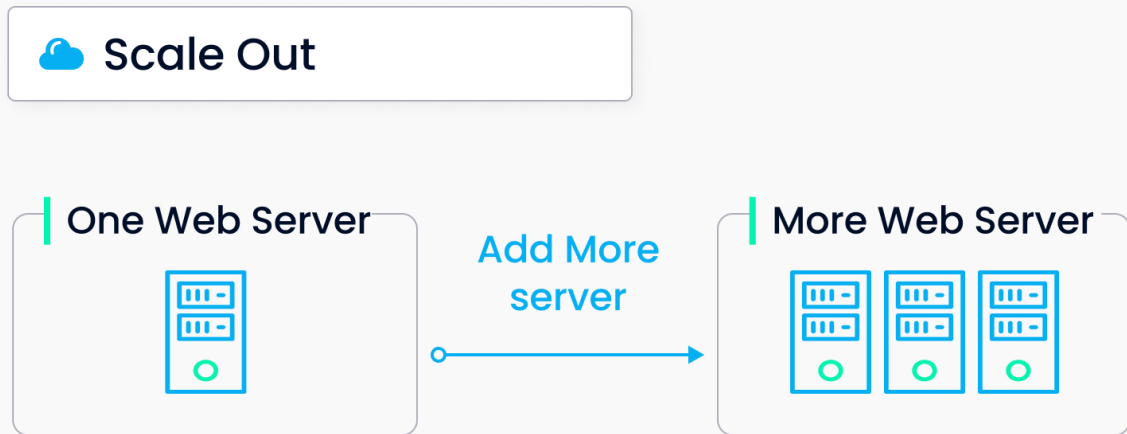 Scale Out
One Web Server
Add More
server
More Web Server